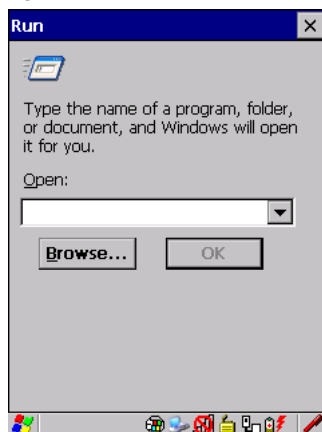 Run
Type the name of a program, folder,
or document, and Windows will open
it for you.
Open:
Browse...
OK